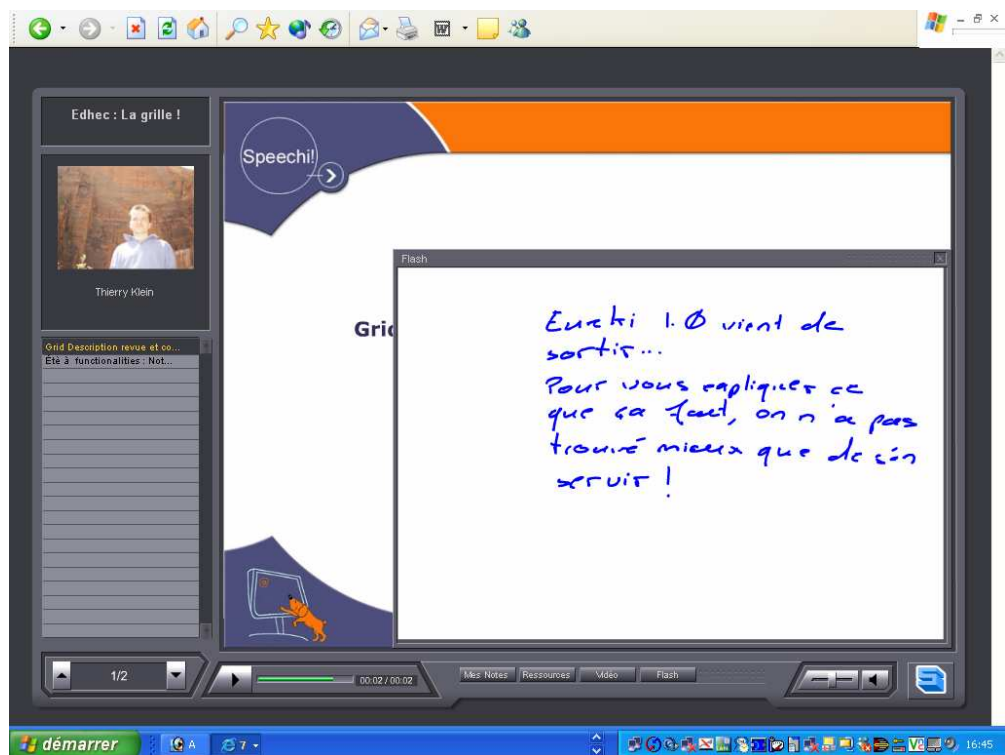 Edhec : La grille !
Thierry Klein
Grid Description revue et co...
Été à functionalities : Not...
Speechi!
Grid
Flash
Eureki 1.0 vient de
sortir...
Pour vous expliquer ce
que ça fait, on n'a pas
trouvé mieux que de s'en
servir !
1/2
00:02 / 00:02
Mes Notes
Ressources
Vidéo
Flash
démarrer
A
7
16:45